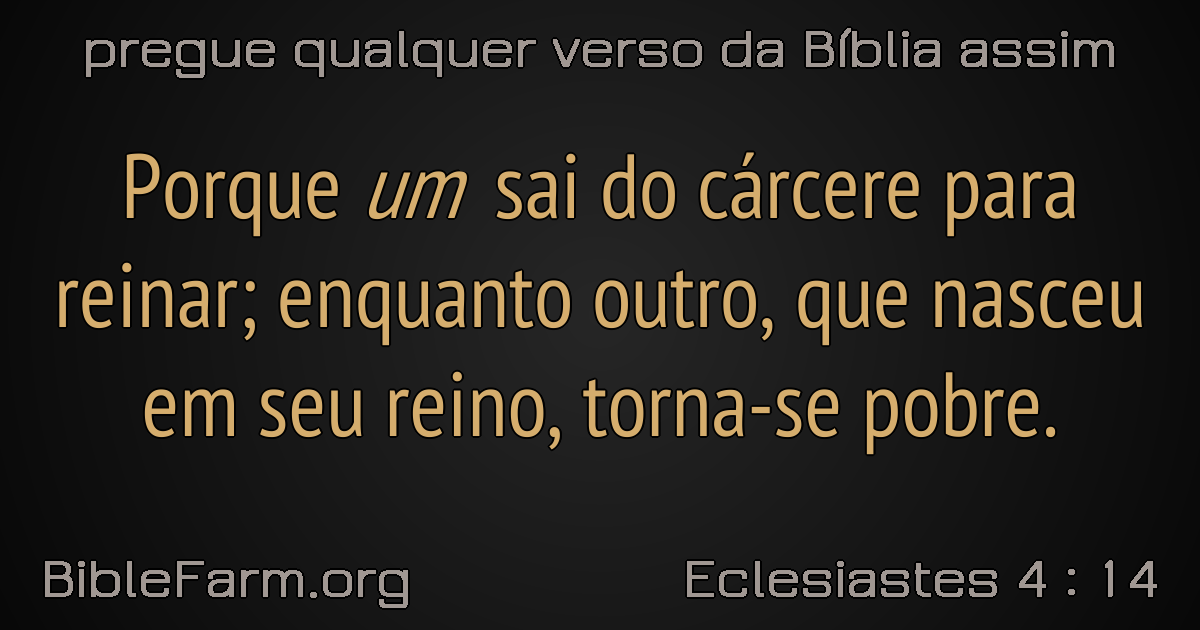 pregue qualquer verso da Bíblia assim
Porque um sai do cárcere para
reinar; enquanto outro, que nasceu
em seu reino, torna-se pobre.
BibleFarm.org
Eclesiastes 4 : 14